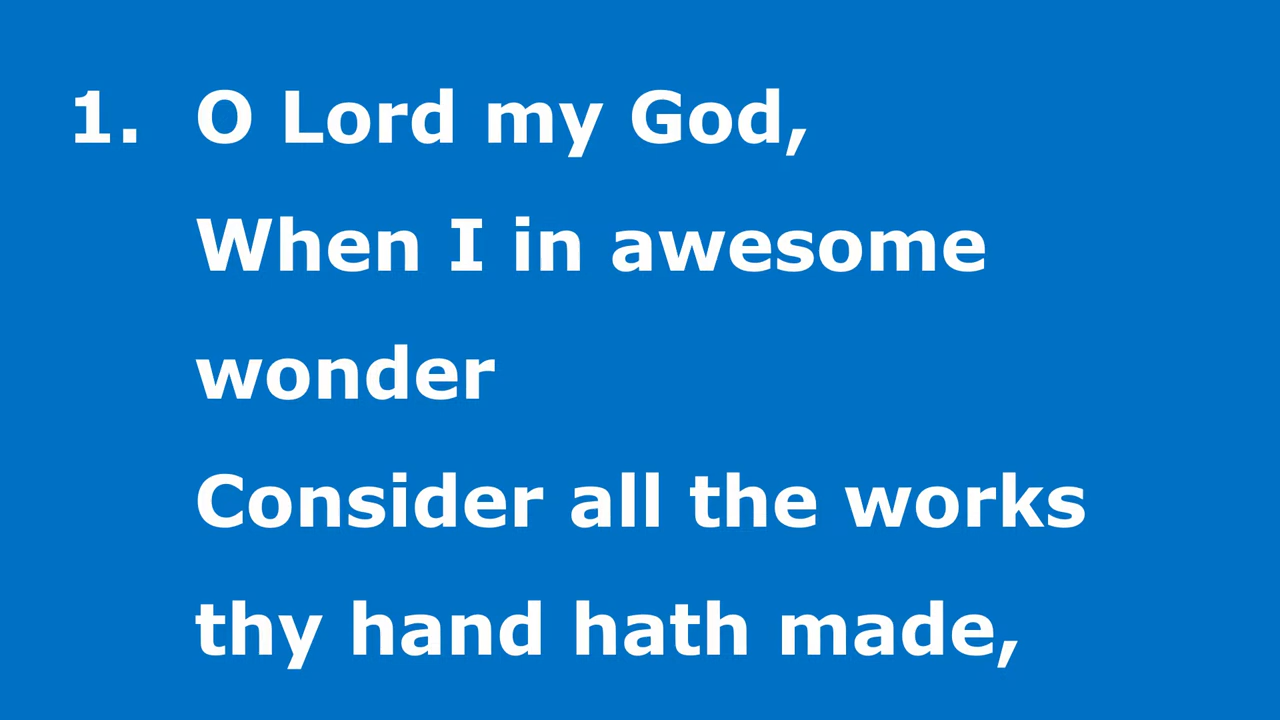 1. O Lord my God,
When I in awesome
wonder
Consider all the works
thy hand hath made,